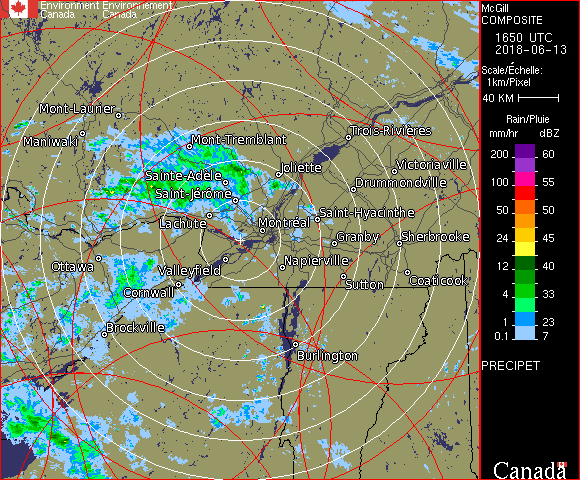 Environment Environnement
Canada Canada
McGill
COMPOSITE
1650 UTC
2018-06-13
Scale/Échelle:
1km/Pixel
40 KM
Rain/Pluie
mm/hr dBZ
200 60
100 55
50 50
24 45
12 40
4 33
1 23
0.1 7
PRECIPET
Canada
Mont-Laurier
Maniwaki
Mont-Tremblant
Trois-Rivières
Sainte-Adèle
Joliette
Victoriaville
Saint-Jérôme
Drummondville
Lachute
Saint-Hyacinthe
Montréal
Granby
Sherbrooke
Ottawa
Valleyfield
Napierville
Cornwall
Sutton
Coaticook
Brockville
Burlington